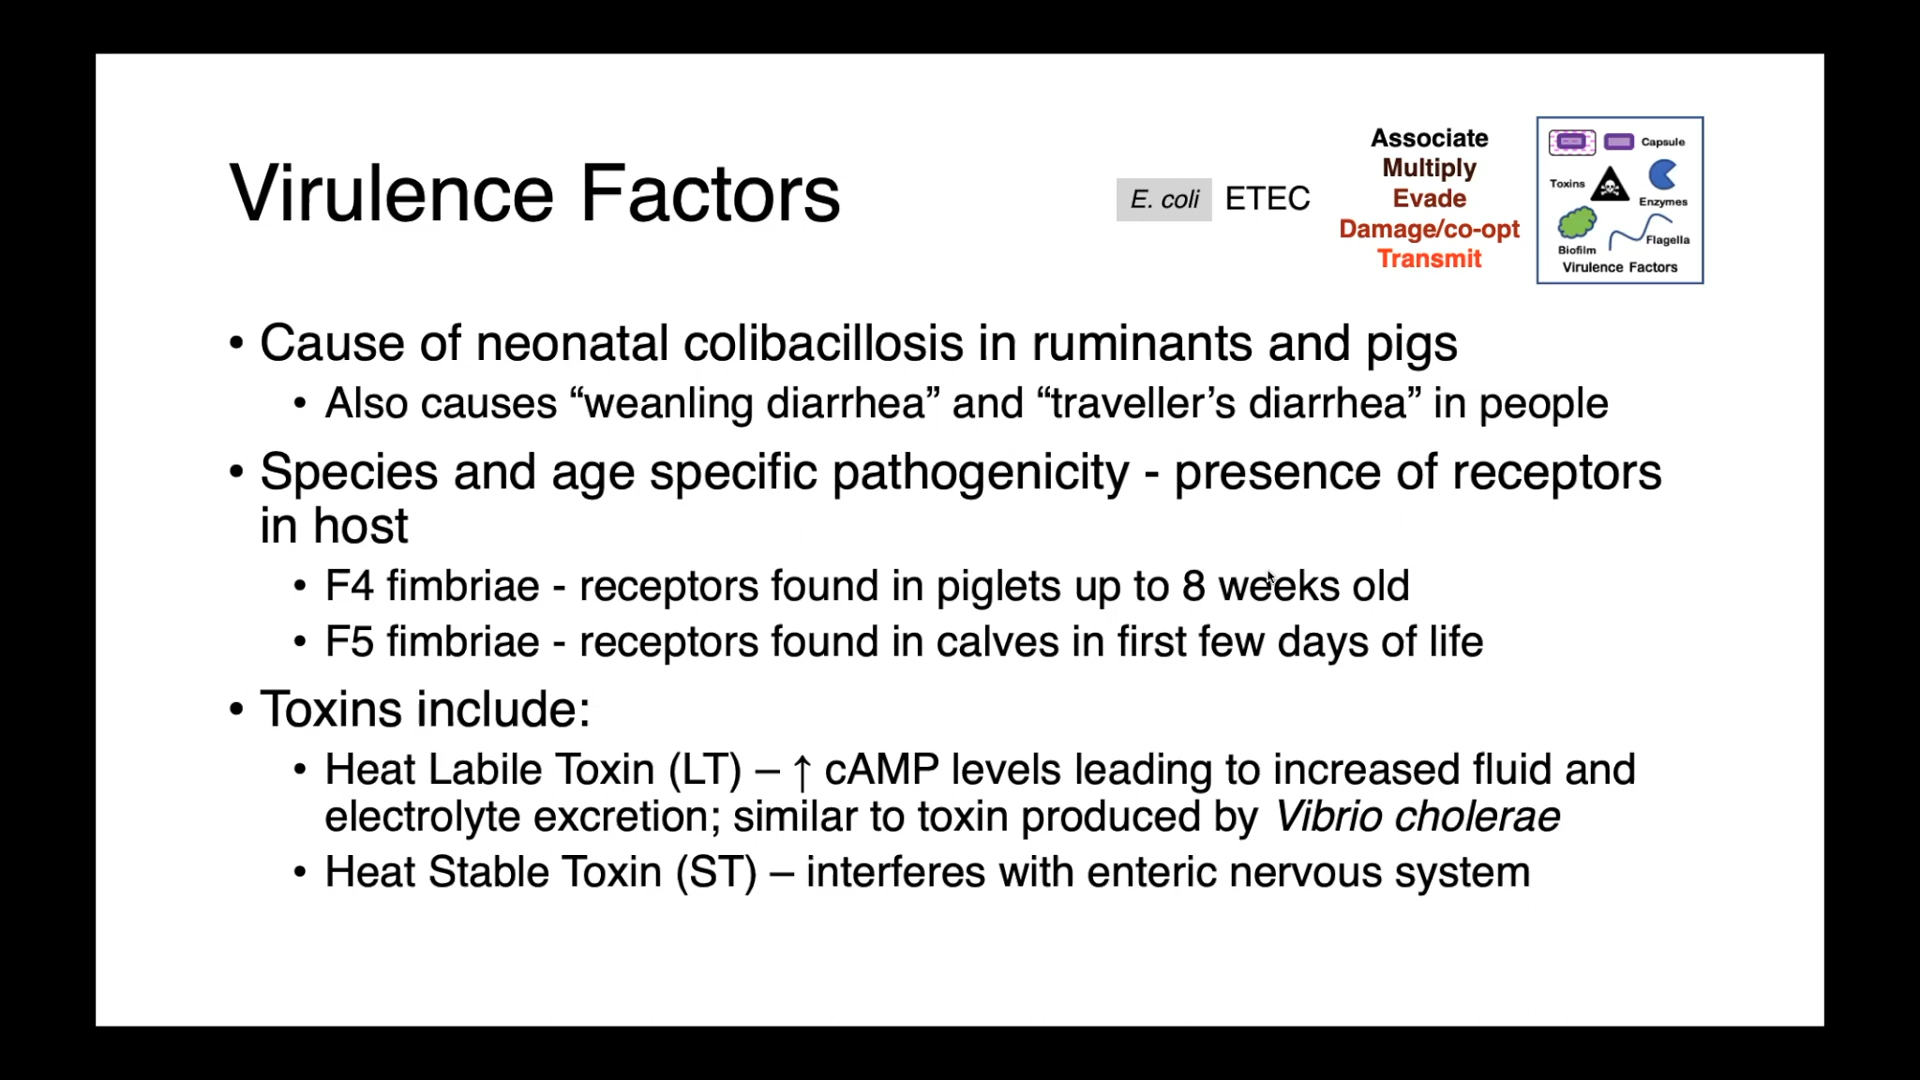 Virulence Factors
E. coli ETEC
Associate
Multiply
Evade
Damage/co-opt
Transmit
Capsule
Toxins
Enzymes
Biofilm
Flagella
Virulence Factors
• Cause of neonatal colibacillosis in ruminants and pigs
• Also causes “weanling diarrhea” and “traveller’s diarrhea” in people
• Species and age specific pathogenicity - presence of receptors
in host
• F4 fimbriae - receptors found in piglets up to 8 weeks old
• F5 fimbriae - receptors found in calves in first few days of life
• Toxins include:
• Heat Labile Toxin (LT) – ↑ cAMP levels leading to increased fluid and
electrolyte excretion; similar to toxin produced by Vibrio cholerae
• Heat Stable Toxin (ST) – interferes with enteric nervous system